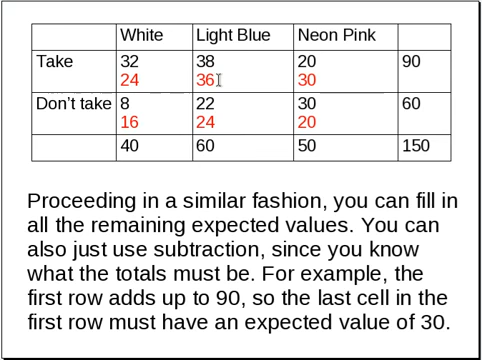 White Light Blue Neon Pink
Take 32 38 20 90
24 36 30
Don't take 8 22 30 60
16 24 20
40 60 50 150
Proceeding in a similar fashion, you can fill in
all the remaining expected values. You can
also just use subtraction, since you know
what the totals must be. For example, the
first row adds up to 90, so the last cell in the
first row must have an expected value of 30.